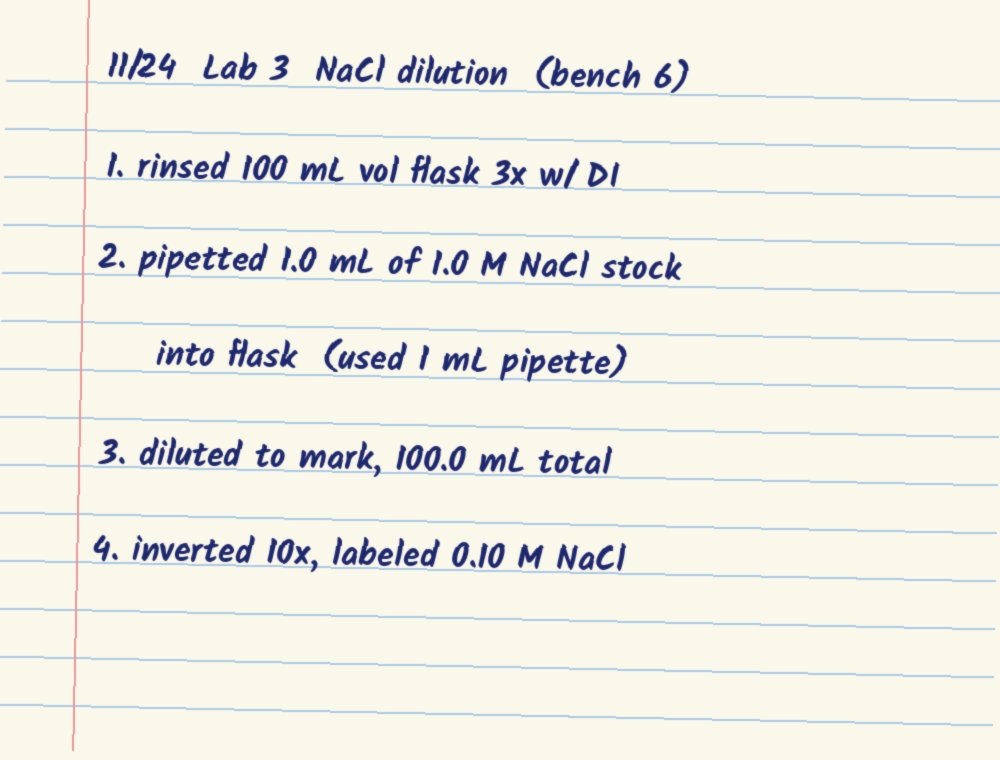 11/24 Lab 3 NaCl dilution (bench 6)
1. rinsed 100 mL vol flask 3x w/ DI
2. pipetted 1.0 mL of 1.0 M NaCl stock
into flask (used 1 mL pipette)
3. diluted to mark, 100.0 mL total
4. inverted 10x, labeled 0.10 M NaCl